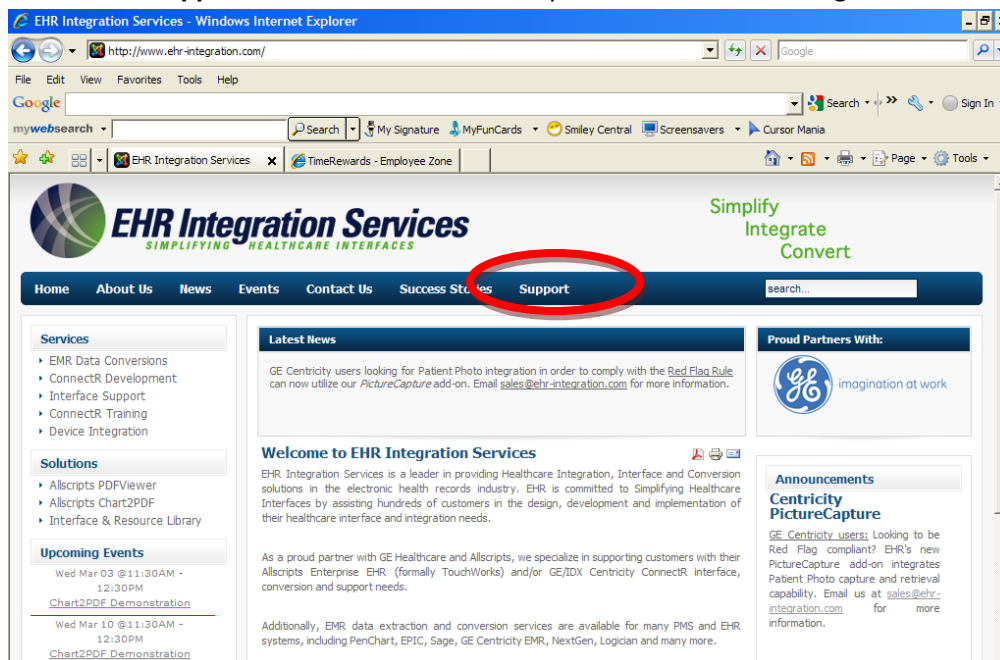 EHR Integration Services - Windows Internet Explorer
http://www.ehr-integration.com/
Google
File Edit View Favorites Tools Help
Google
Search
Sign In
mywebsearch
Search My Signature MyFunCards Smiley Central Screensavers Cursor Mania
EHR Integration Services x TimeRewards - Employee Zone
Page Tools
EHR Integration Services
SIMPLIFYING HEALTHCARE INTERFACES
Simplify
Integrate
Convert
Home About Us News Events Contact Us Success Stories Support search...
Services
EMR Data Conversions
ConnectR Development
Interface Support
ConnectR Training
Device Integration
Solutions
Allscripts PDFViewer
Allscripts Chart2PDF
Interface & Resource Library
Upcoming Events
Wed Mar 03 @11:30AM -
12:30PM
Chart2PDF Demonstration
Wed Mar 10 @11:30AM -
12:30PM
Chart2PDF Demonstration
Latest News
GE Centricity users looking for Patient Photo integration in order to comply with the Red Flag Rule
can now utilize our PictureCapture add-on. Email sales@ehr-integration.com for more information.
Welcome to EHR Integration Services
EHR Integration Services is a leader in providing Healthcare Integration, Interface and Conversion
solutions in the electronic health records industry. EHR is committed to Simplifying Healthcare
Interfaces by assisting hundreds of customers in the design, development and implementation of
their healthcare interface and integration needs.
As a proud partner with GE Healthcare and Allscripts, we specialize in supporting customers with their
Allscripts Enterprise EHR (formally TouchWorks) and/or GE/IDX Centricity ConnectR interface,
conversion and support needs.
Additionally, EMR data extraction and conversion services are available for many PMS and EHR
systems, including PenChart, EPIC, Sage, GE Centricity EMR, NextGen, Logician and many more.
Proud Partners With:
GE
imagination at work
Announcements
Centricity
PictureCapture
GE Centricity users: Looking to be
Red Flag compliant? EHR's new
PictureCapture add-on integrates
Patient Photo capture and retrieval
capability. Email us at sales@ehr-
integration.com for more
information.